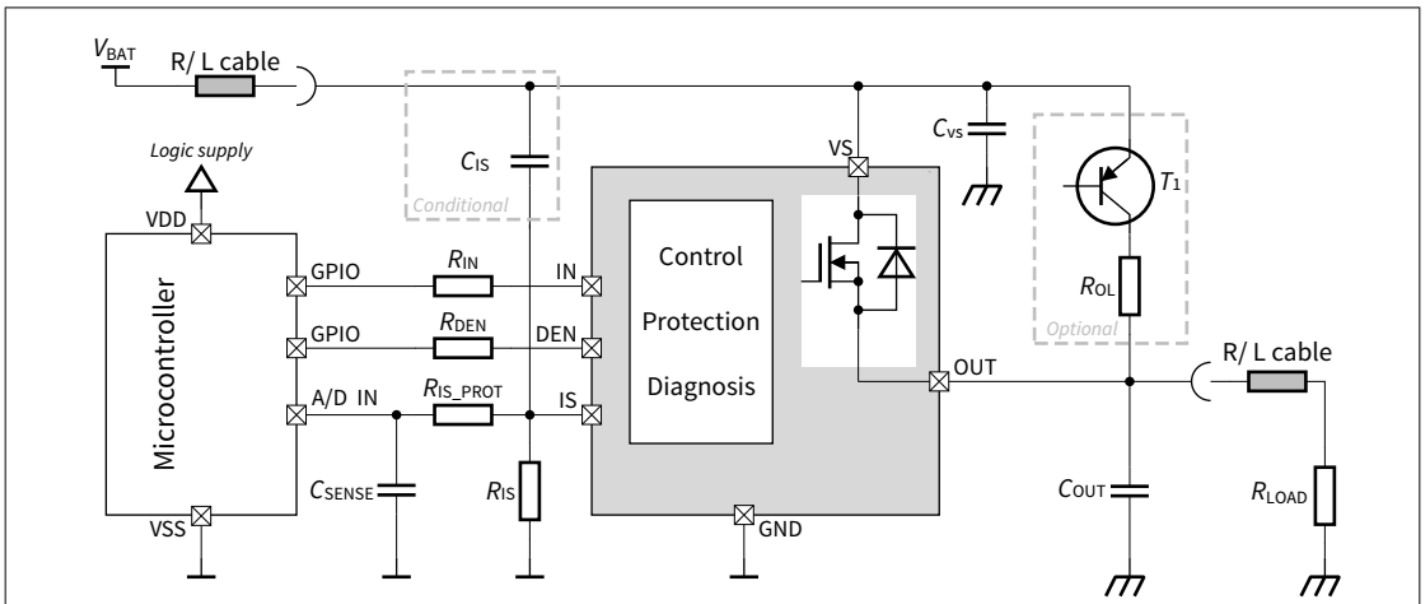 VBAT
R/ L cable
Logic supply
CIS
Conditional
VS
Cvs
T1
VDD
Microcontroller
GPIO
RIN
IN
Control
Protection
Diagnosis
ROL
Optional
GPIO
RDEN
DEN
A/D IN
RIS_PROT
IS
OUT
R/ L cable
CSENSE
RIS
COUT
RLOAD
VSS
GND